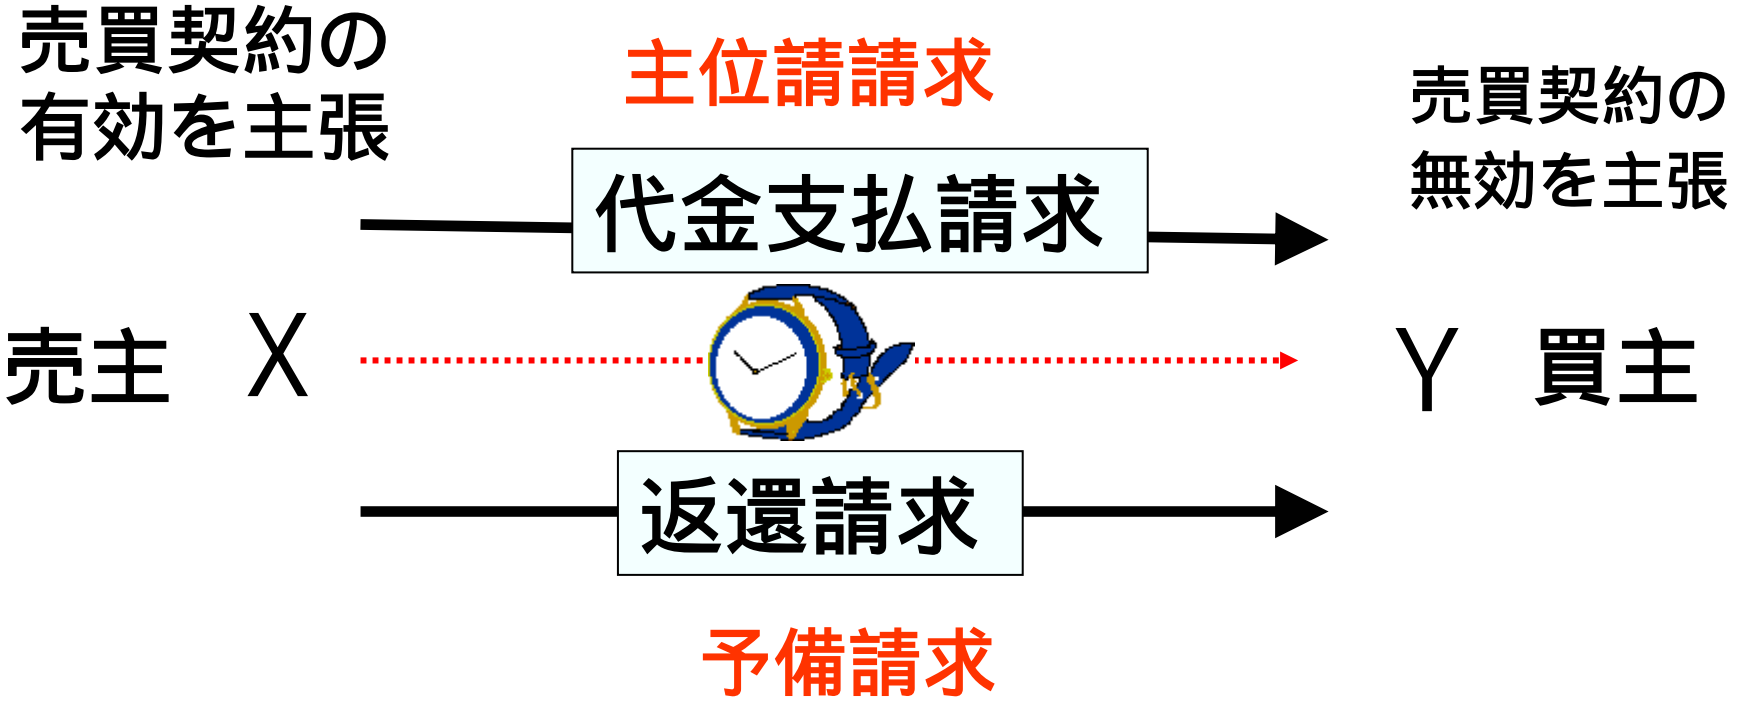 売買契約の
有効を主張
主位請請求
売買契約の
無効を主張
代金支払請求
売主 X
Y 買主
返還請求
予備請求